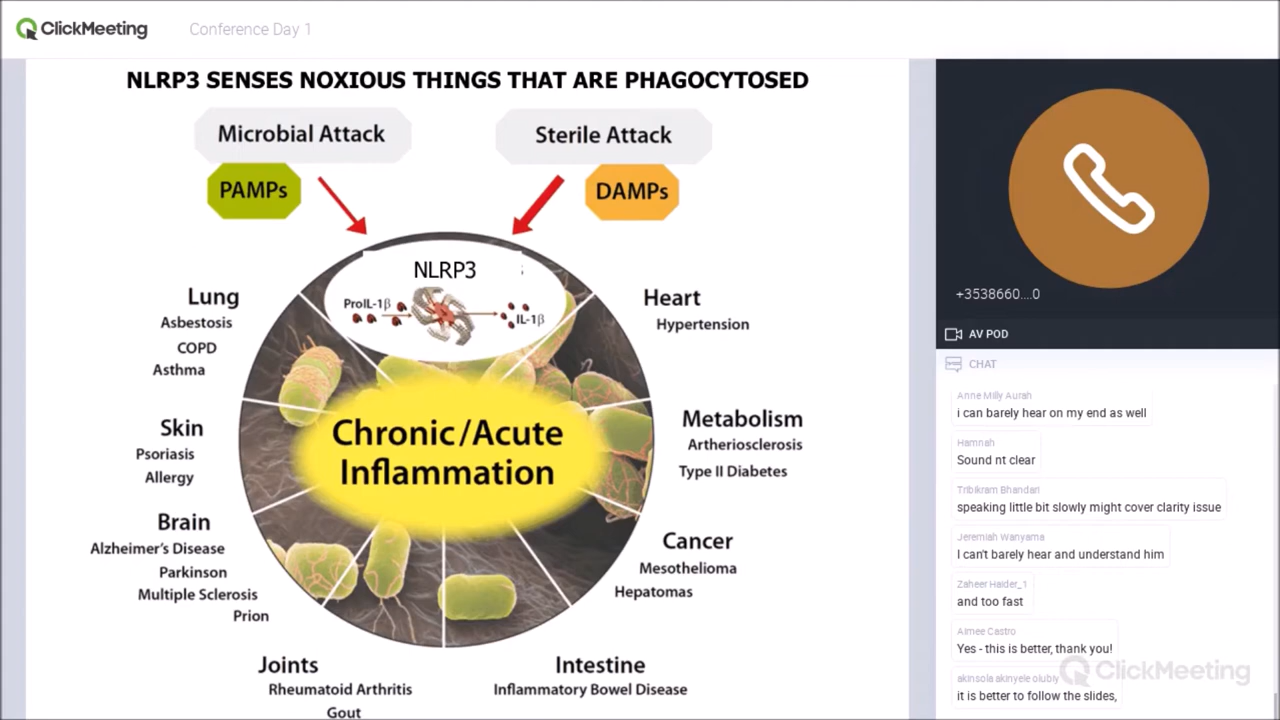 ClickMeeting
Conference Day 1
NLRP3 SENSES NOXIOUS THINGS THAT ARE PHAGOCYTOSED
Microbial Attack
Sterile Attack
PAMPs
DAMPs
NLRP3
ProIL-1β
IL-1β
Chronic/Acute
Inflammation
Lung
Asbestosis
COPD
Asthma
Skin
Psoriasis
Allergy
Brain
Alzheimer's Disease
Parkinson
Multiple Sclerosis
Prion
Joints
Rheumatoid Arthritis
Gout
Heart
Hypertension
Metabolism
Artheriosclerosis
Type II Diabetes
Cancer
Mesothelioma
Hepatomas
Intestine
Inflammatory Bowel Disease
+3538660....0
AV POD
CHAT
Anne Milly Aurah
i can barely hear on my end as well
Hamnah
Sound nt clear
Tribikram Bhandari
speaking little bit slowly might cover clarity issue
Jeremiah Wanyama
I can't barely hear and understand him
Zaheer Haider_1
and too fast
Aimee Castro
Yes - this is better, thank you!
akinsola akinyele olubiy
it is better to follow the slides,
ClickMeeting